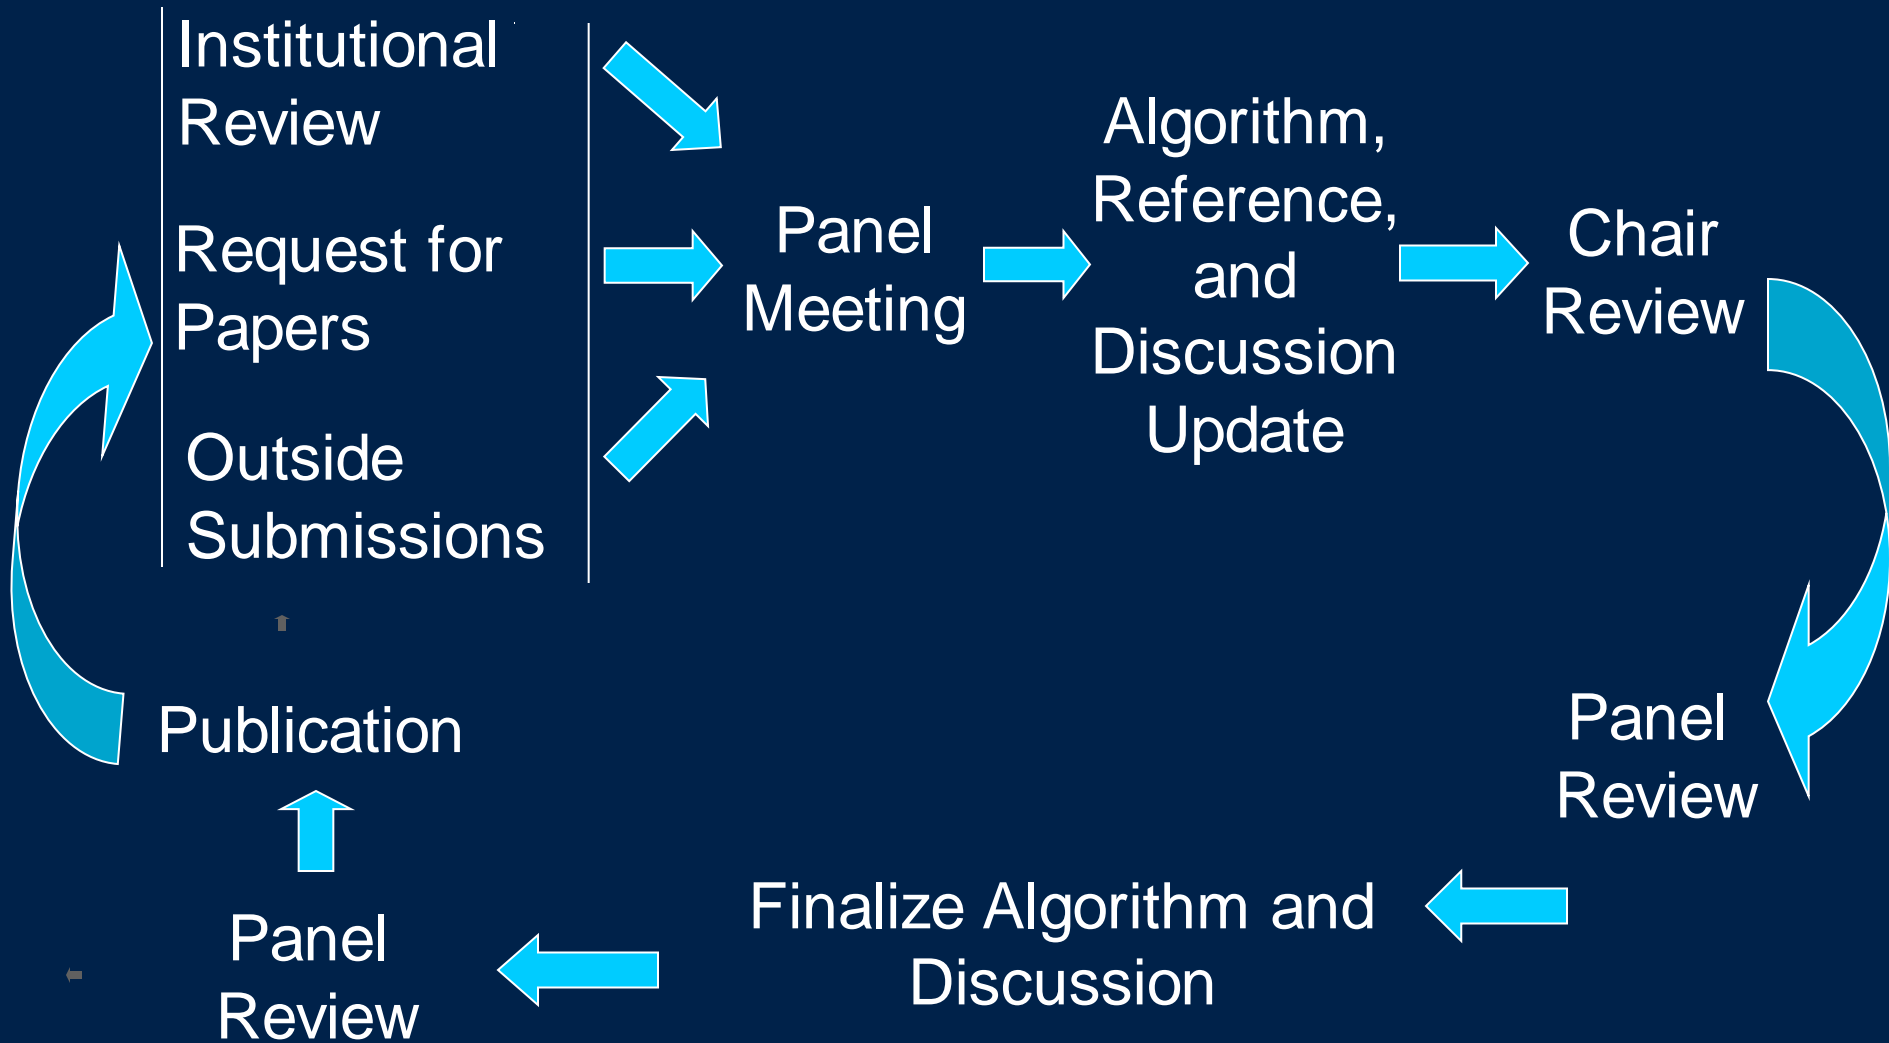 Institutional
Review
Request for
Papers
Outside
Submissions
Panel
Meeting
Algorithm,
Reference,
and
Discussion
Update
Chair
Review
Panel
Review
Finalize Algorithm and
Discussion
Panel
Review
Publication